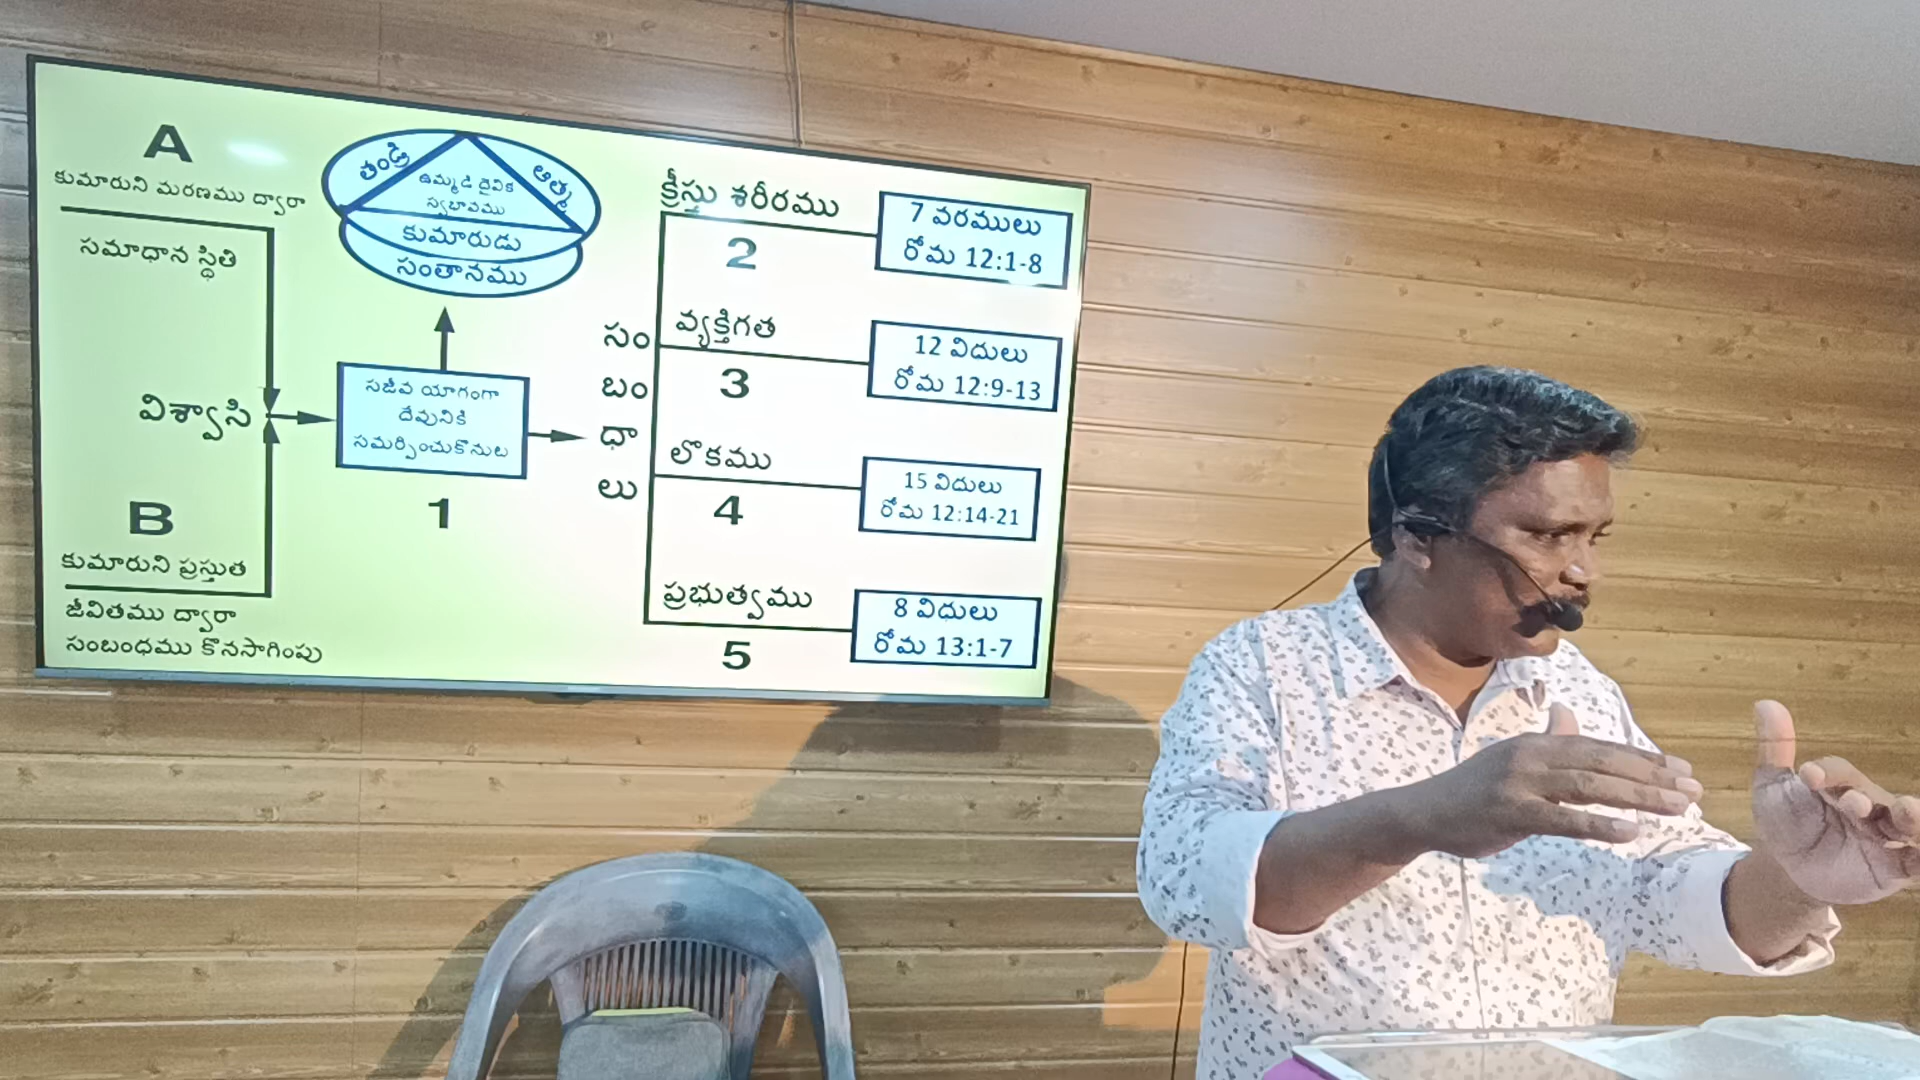 A
కుమారుని మరణము ద్వారా
సమాధాన స్థితి
విశ్వాసి
B
కుమారుని ప్రస్తుత
జీవితము ద్వారా
సంబంధము కొనసాగింపు
తండ్రి
ఆత్మ
ఉమ్మడి దైవిక
స్వభావము
కుమారుడు
సంతానము
సజీవ యాగంగా
దేవునికి
సమర్పించుకొనుట
1
సం
బం
ధా
లు
క్రీస్తు శరీరము
2
7 వరములు
రోమ 12:1-8
వ్యక్తిగత
3
12 విదులు
రోమ 12:9-13
లొకము
4
15 విదులు
రోమ 12:14-21
ప్రభుత్వము
5
8 విధులు
రోమ 13:1-7